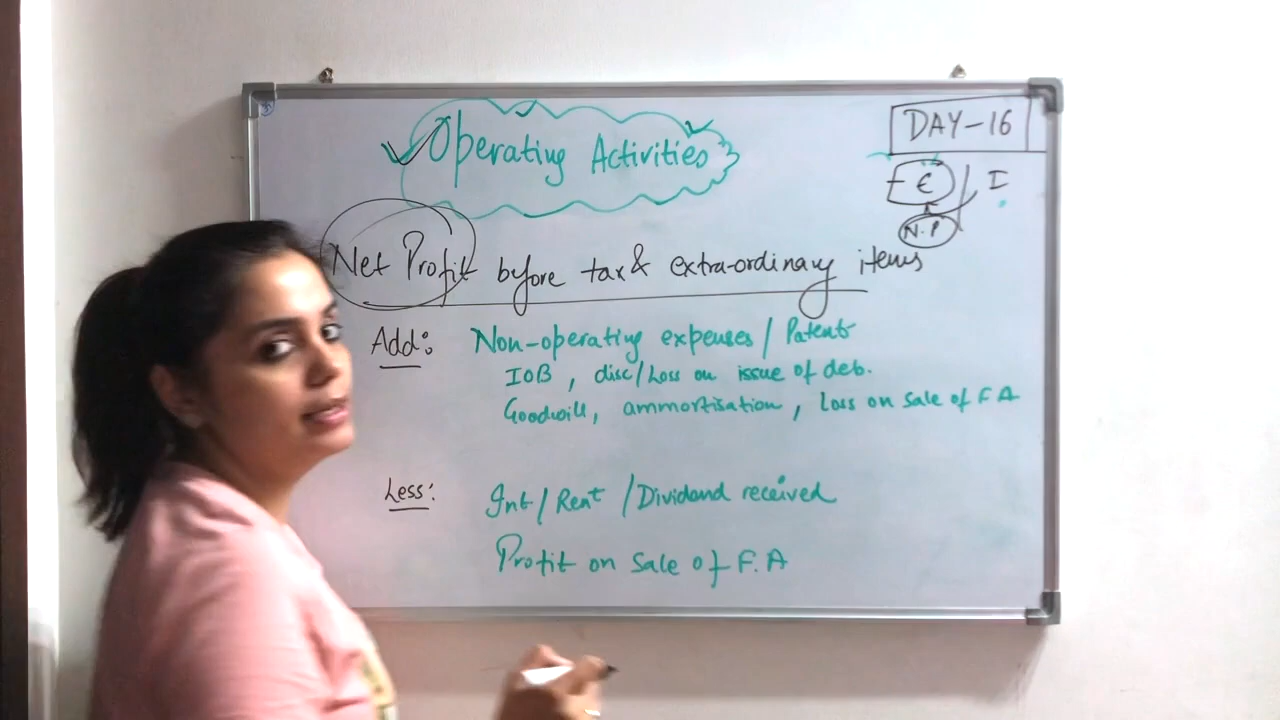 Operating Activities
DAY-16
E / I
N.P
Net Profit before tax & extra-ordinary items
Add: Non-operating expenses / Patents
IOB, disc/Loss on issue of deb.
Goodwill, ammortisation, Loss on sale of F A
Less: Int/Rent /Dividend received
Profit on sale of F.A